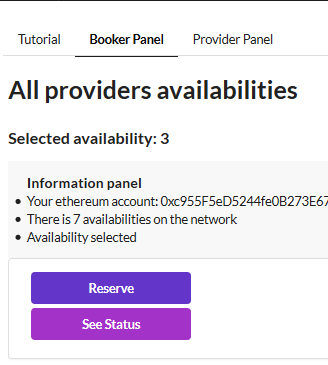 Tutorial Booker Panel Provider Panel
All providers availabilities
Selected availability: 3
Information panel
Your ethereum account: 0xc955F5eD5244fe0B273E67
There is 7 availabilities on the network
Availability selected
Reserve
See Status